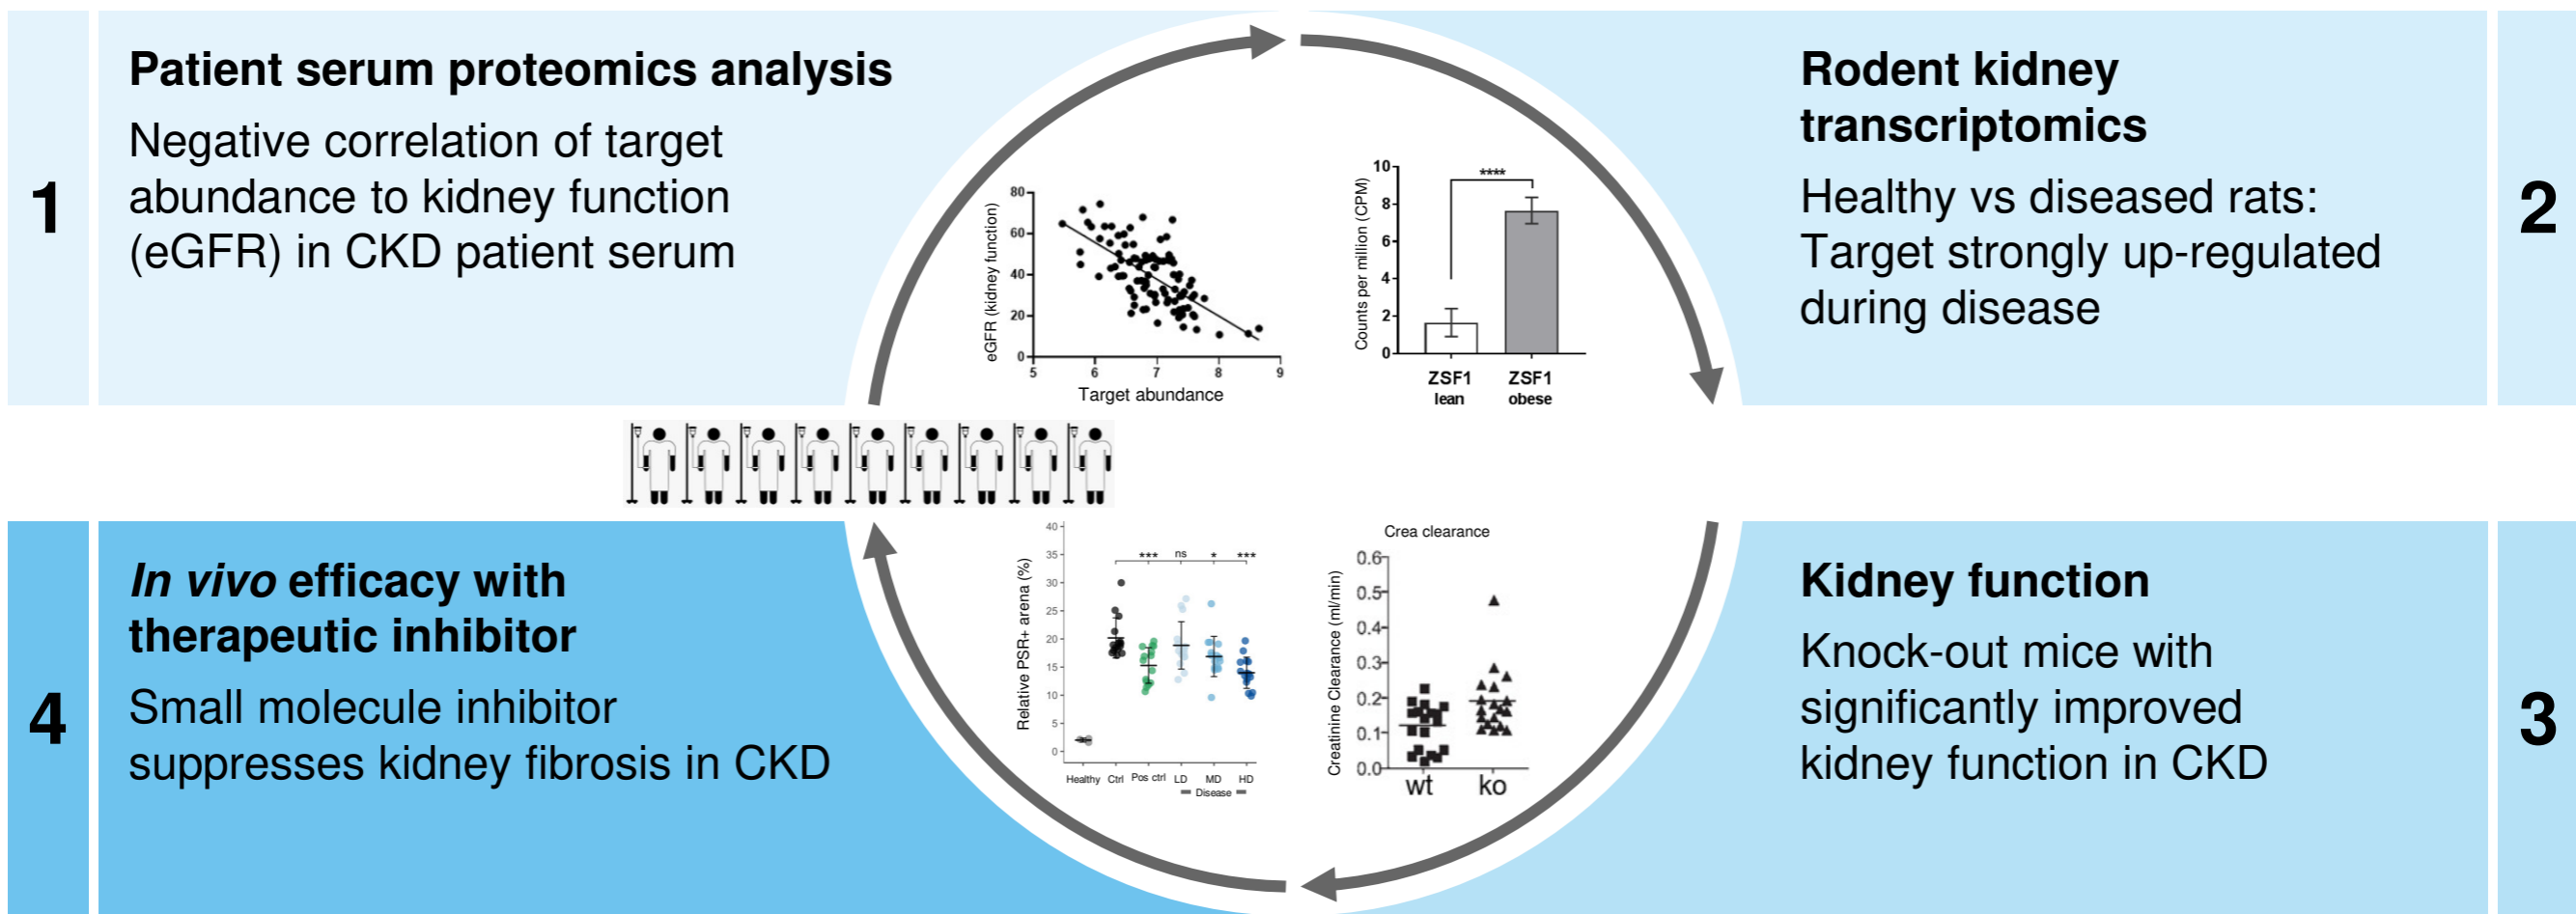 1
Patient serum proteomics analysis
Negative correlation of target
abundance to kidney function
(eGFR) in CKD patient serum
eGFR (kidney function)
80
60
40
20
0
5 6 7 8 9
Target abundance
Counts per million (CPM)
10
8
6
4
2
0
****
ZSF1 ZSF1
lean obese
Rodent kidney
transcriptomics
Healthy vs diseased rats:
Target strongly up-regulated
during disease
2
4
In vivo efficacy with
therapeutic inhibitor
Small molecule inhibitor
suppresses kidney fibrosis in CKD
Relative PSR+ arena (%)
40
35
30
25
20
15
10
5
0
*** ns * ***
Healthy Ctrl Pos ctrl LD MD HD
Disease
Crea clearance
Creatinine Clearance (ml/min)
0.6
0.5
0.4
0.3
0.2
0.1
0.0
wt ko
Kidney function
Knock-out mice with
significantly improved
kidney function in CKD
3